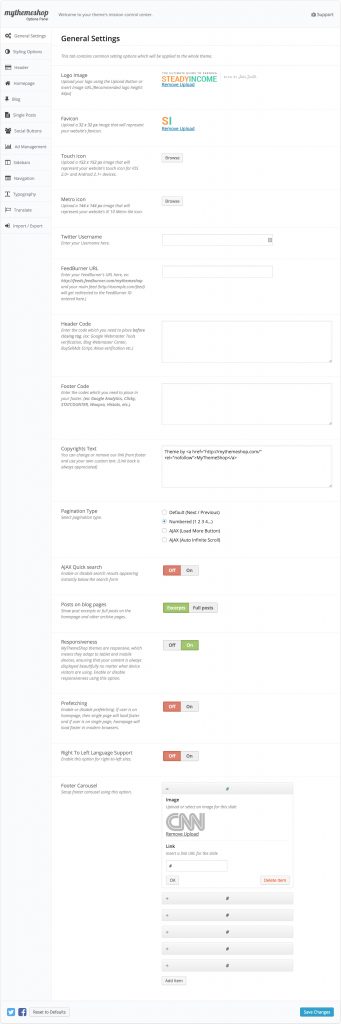 mythemeshop
Options Panel
Welcome to your theme's mission control center.
Support
General Settings
Styling Options
Header
Homepage
Blog
Single Posts
Social Buttons
Ad Management
Sidebars
Navigation
Typography
Translate
Import / Export
General Settings
This tab contains common setting options which will be applied to the whole theme.
Logo Image
Upload your logo using the Upload Button or
insert image URL.
THE ULTIMATE GUIDE TO EARNING
STEADYINCOME
Remove Upload
Favicon
Upload a 32 x 32 px image that will represent
your website's favicon.
SI
Remove Upload
Touch icon
Upload a 152 x 152 px image that will
represent your website's touch icon for iOS
2.0+ and Android 2.1+ devices.
Browse
Metro icon
Upload a 144 x 144 px image that will
represent your website's IE 10 Metro tile icon.
Browse
Twitter Username
Enter your Username here.
FeedBurner URL
Enter your FeedBurner's URL here, ex:
http://feeds.feedburner.com/mythemeshop
and your main feed (http://example.com/feed)
will get redirected to the FeedBurner ID
entered here.)
Header Code
Enter the code which you need to place before
closing tag. (ex: Google Webmaster Tools
verification, Bing Webmaster Center,
BuySellAds Script, Alexa verification etc.)
Footer Code
Enter the codes which you need to place in
your footer. (ex: Google Analytics, Clicky,
STATCOUNTER, Woopra, Histats, etc.)
Copyrights Text
You can change or remove our link from footer
and use your own custom text. (Link back is
always appreciated)
Theme by <a href="http://mythemeshop.com/"
rel="nofollow">MyThemeShop</a>
Pagination Type
Select pagination type.
Default (Next / Previous)
Numbered (1 2 3 4...)
AJAX (Load More Button)
AJAX (Auto Infinite Scroll)
AJAX Quick search
Enable or disable search results appearing
instantly below the search form
Off On
Posts on blog pages
Show post excerpts or full posts on the
homepage and other archive pages.
Excerpts Full posts
Responsiveness
MyThemeShop themes are responsive, which
means they adapt to tablet and mobile
devices, ensuring that your content is always
displayed beautifully no matter what device
visitors are using. Enable or disable
responsiveness using this option.
Off On
Prefetching
Enable or disable prefetching. If user is on
homepage, then single page will load faster
and if user is on single page, homepage will
load faster in modern browsers.
Off On
Right To Left Language Support
Enable this option for right-to-left sites.
Off On
Footer Carousel
Setup footer carousel using this option.
#
Image
Upload or select an image for this slide
CNN
Remove Upload
Link
Insert a link URL for the slide
#
OK
Delete Item
#
#
#
#
#
Add Item
Reset to Defaults
Save Changes